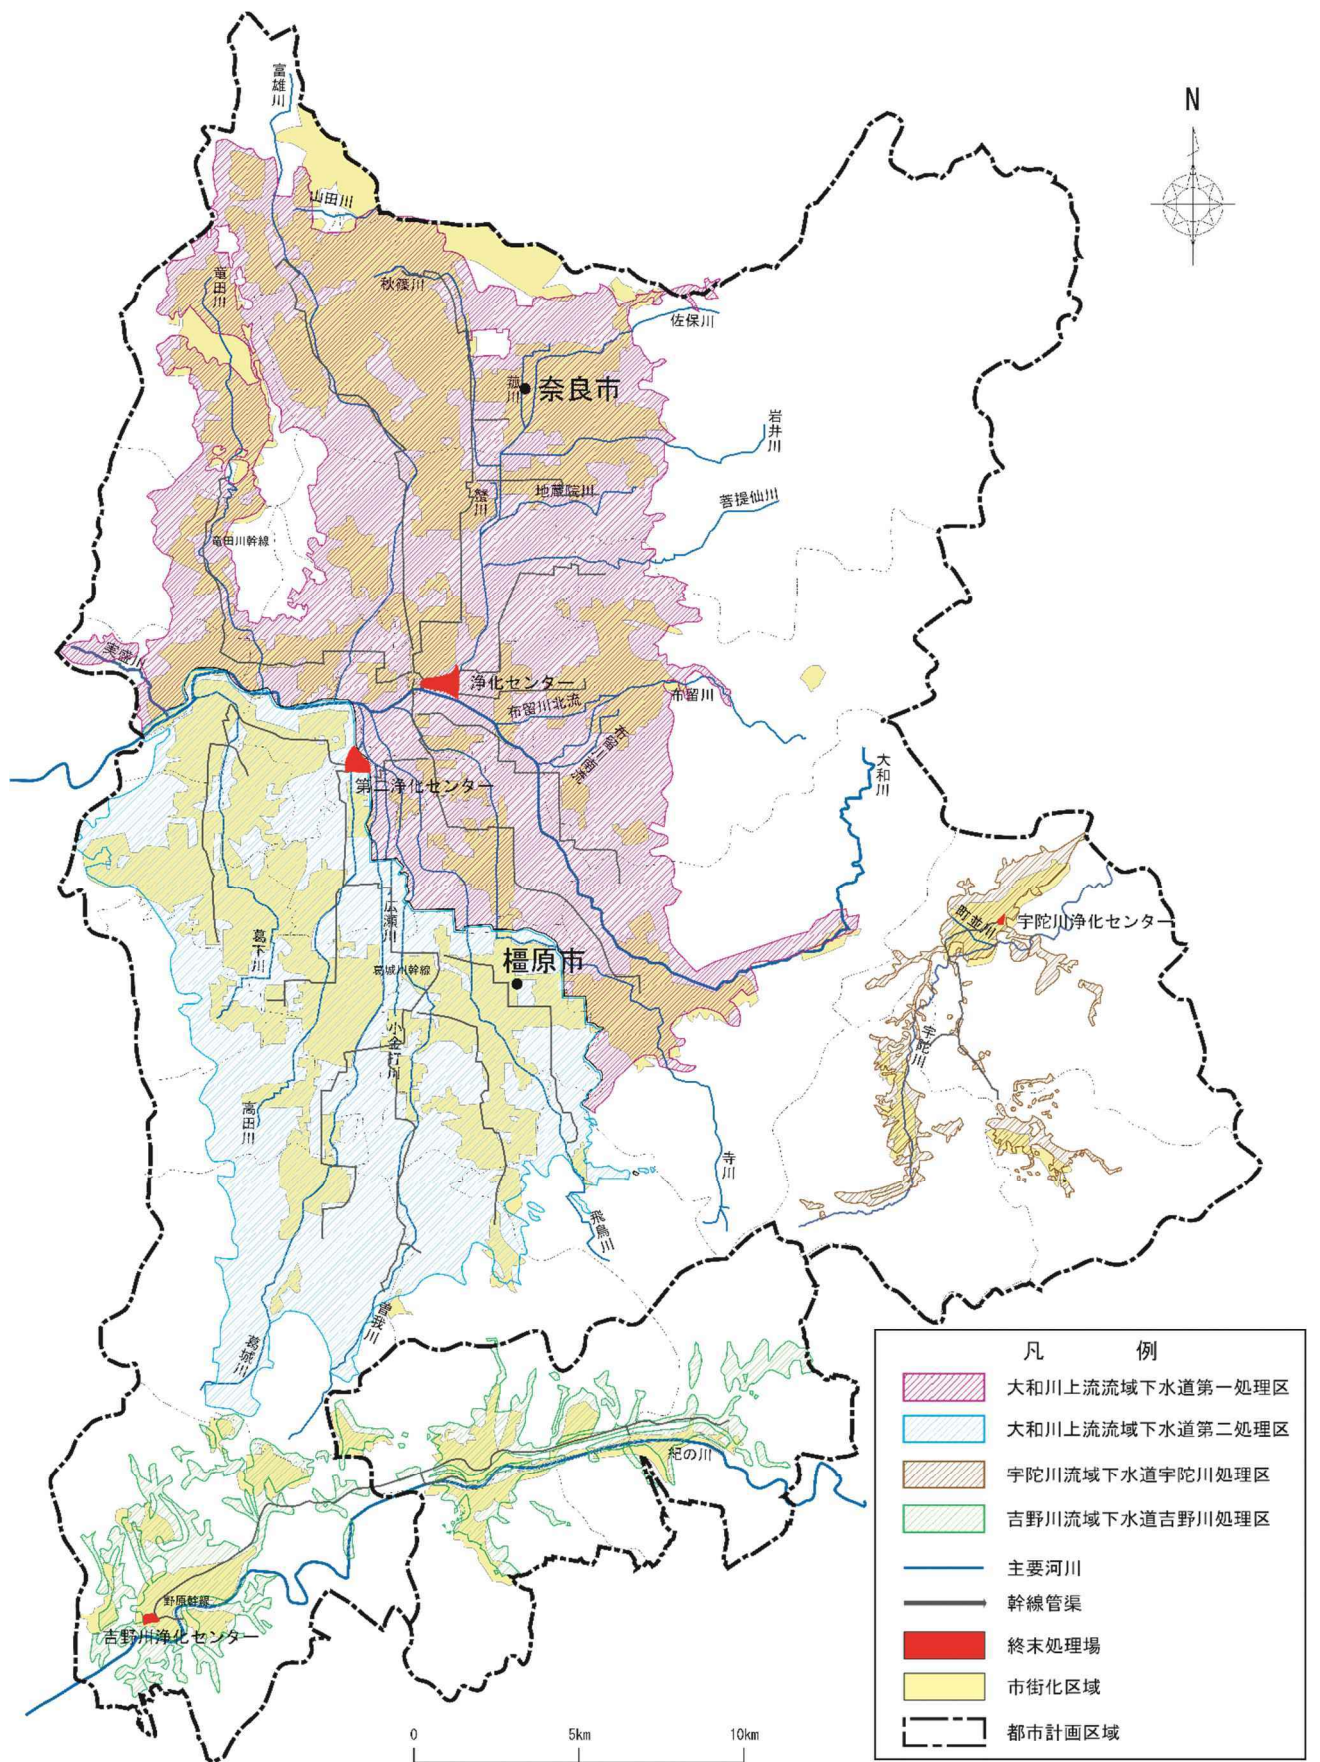 N
富雄川
山田川
竜田川
秋篠川
佐保川
菰川
奈良市
岩井川
蟹川
地蔵院川
菩提仙川
竜田川幹線
実盛川
浄化センター
布留川
布留川北流
布留川南流
第二浄化センター
大和川
町並川
宇陀川浄化センター
広瀬川
葛下川
葛城川幹線
橿原市
小金打川
宇陀川
高田川
寺川
飛鳥川
曽我川
葛城川
紀の川
野原幹線
吉野川浄化センター
凡 例
大和川上流流域下水道第一処理区
大和川上流流域下水道第二処理区
宇陀川流域下水道宇陀川処理区
吉野川流域下水道吉野川処理区
主要河川
幹線管渠
終末処理場
市街化区域
都市計画区域
0 5km 10km